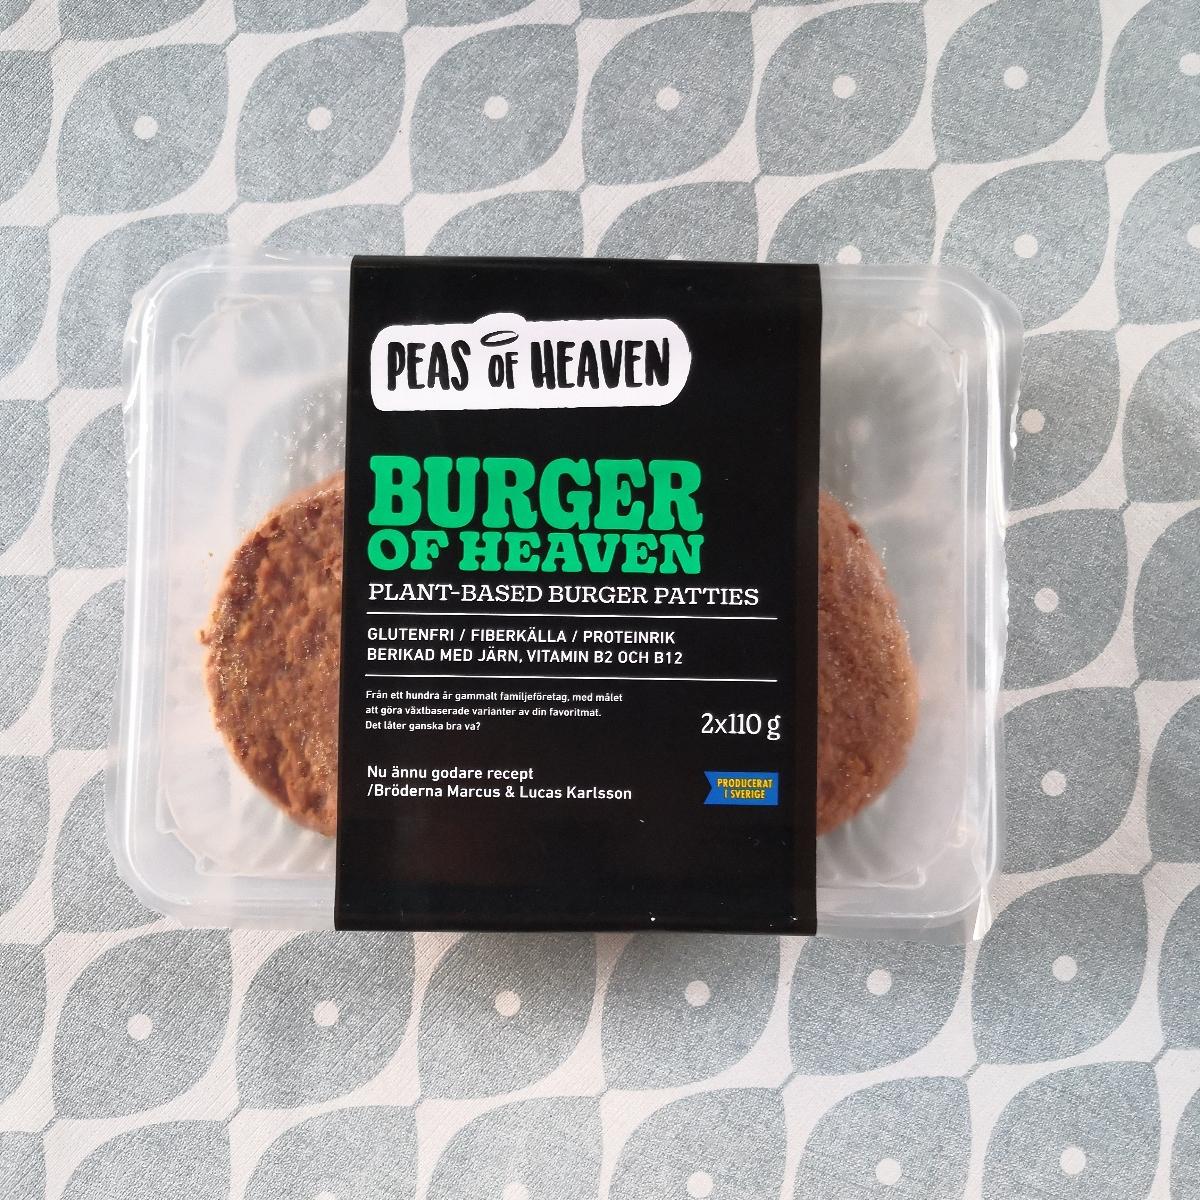 PEAS OF HEAVEN
BURGER
OF HEAVEN
PLANT-BASED BURGER PATTIES
GLUTENFRI / FIBERKÄLLA / PROTEINRIK
BERIKAD MED JÄRN, VITAMIN B2 OCH B12
Från ett hundra år gammalt familjeföretag, med målet
att göra växtbaserade varianter av din favoritmat.
Det låter ganska bra va?
2x110 g
Nu ännu godare recept
/Bröderna Marcus & Lucas Karlsson
PRODUCERAT
I SVERIGE